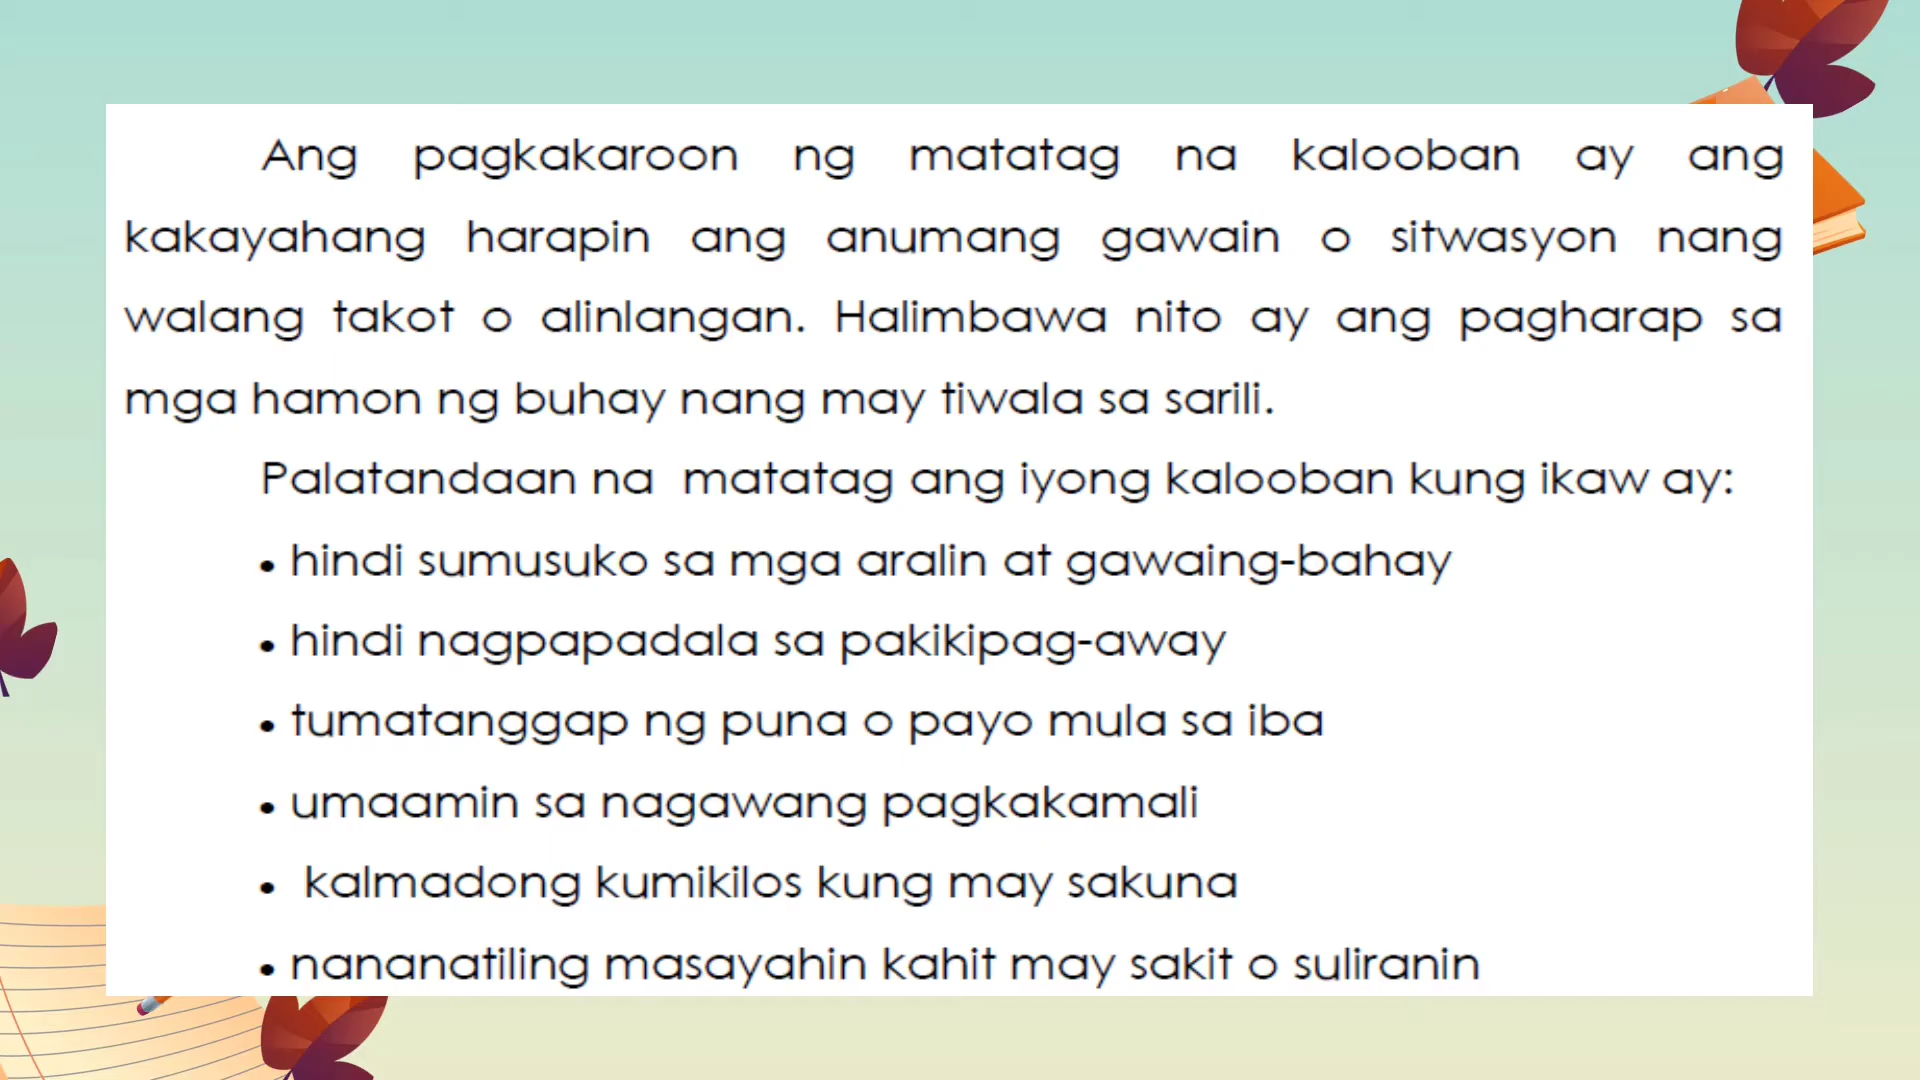 Ang pagkakaroon ng matatag na kalooban ay ang
kakayahang harapin ang anumang gawain o sitwasyon nang
walang takot o alinlangan. Halimbawa nito ay ang pagharap sa
mga hamon ng buhay nang may tiwala sa sarili.
Palatandaan na matatag ang iyong kalooban kung ikaw ay:
• hindi sumusuko sa mga aralin at gawaing-bahay
• hindi nagpapadala sa pakikipag-away
• tumatanggap ng puna o payo mula sa iba
• umaamin sa nagawang pagkakamali
• kalmadong kumikilos kung may sakuna
• nananatiling masayahin kahit may sakit o suliranin